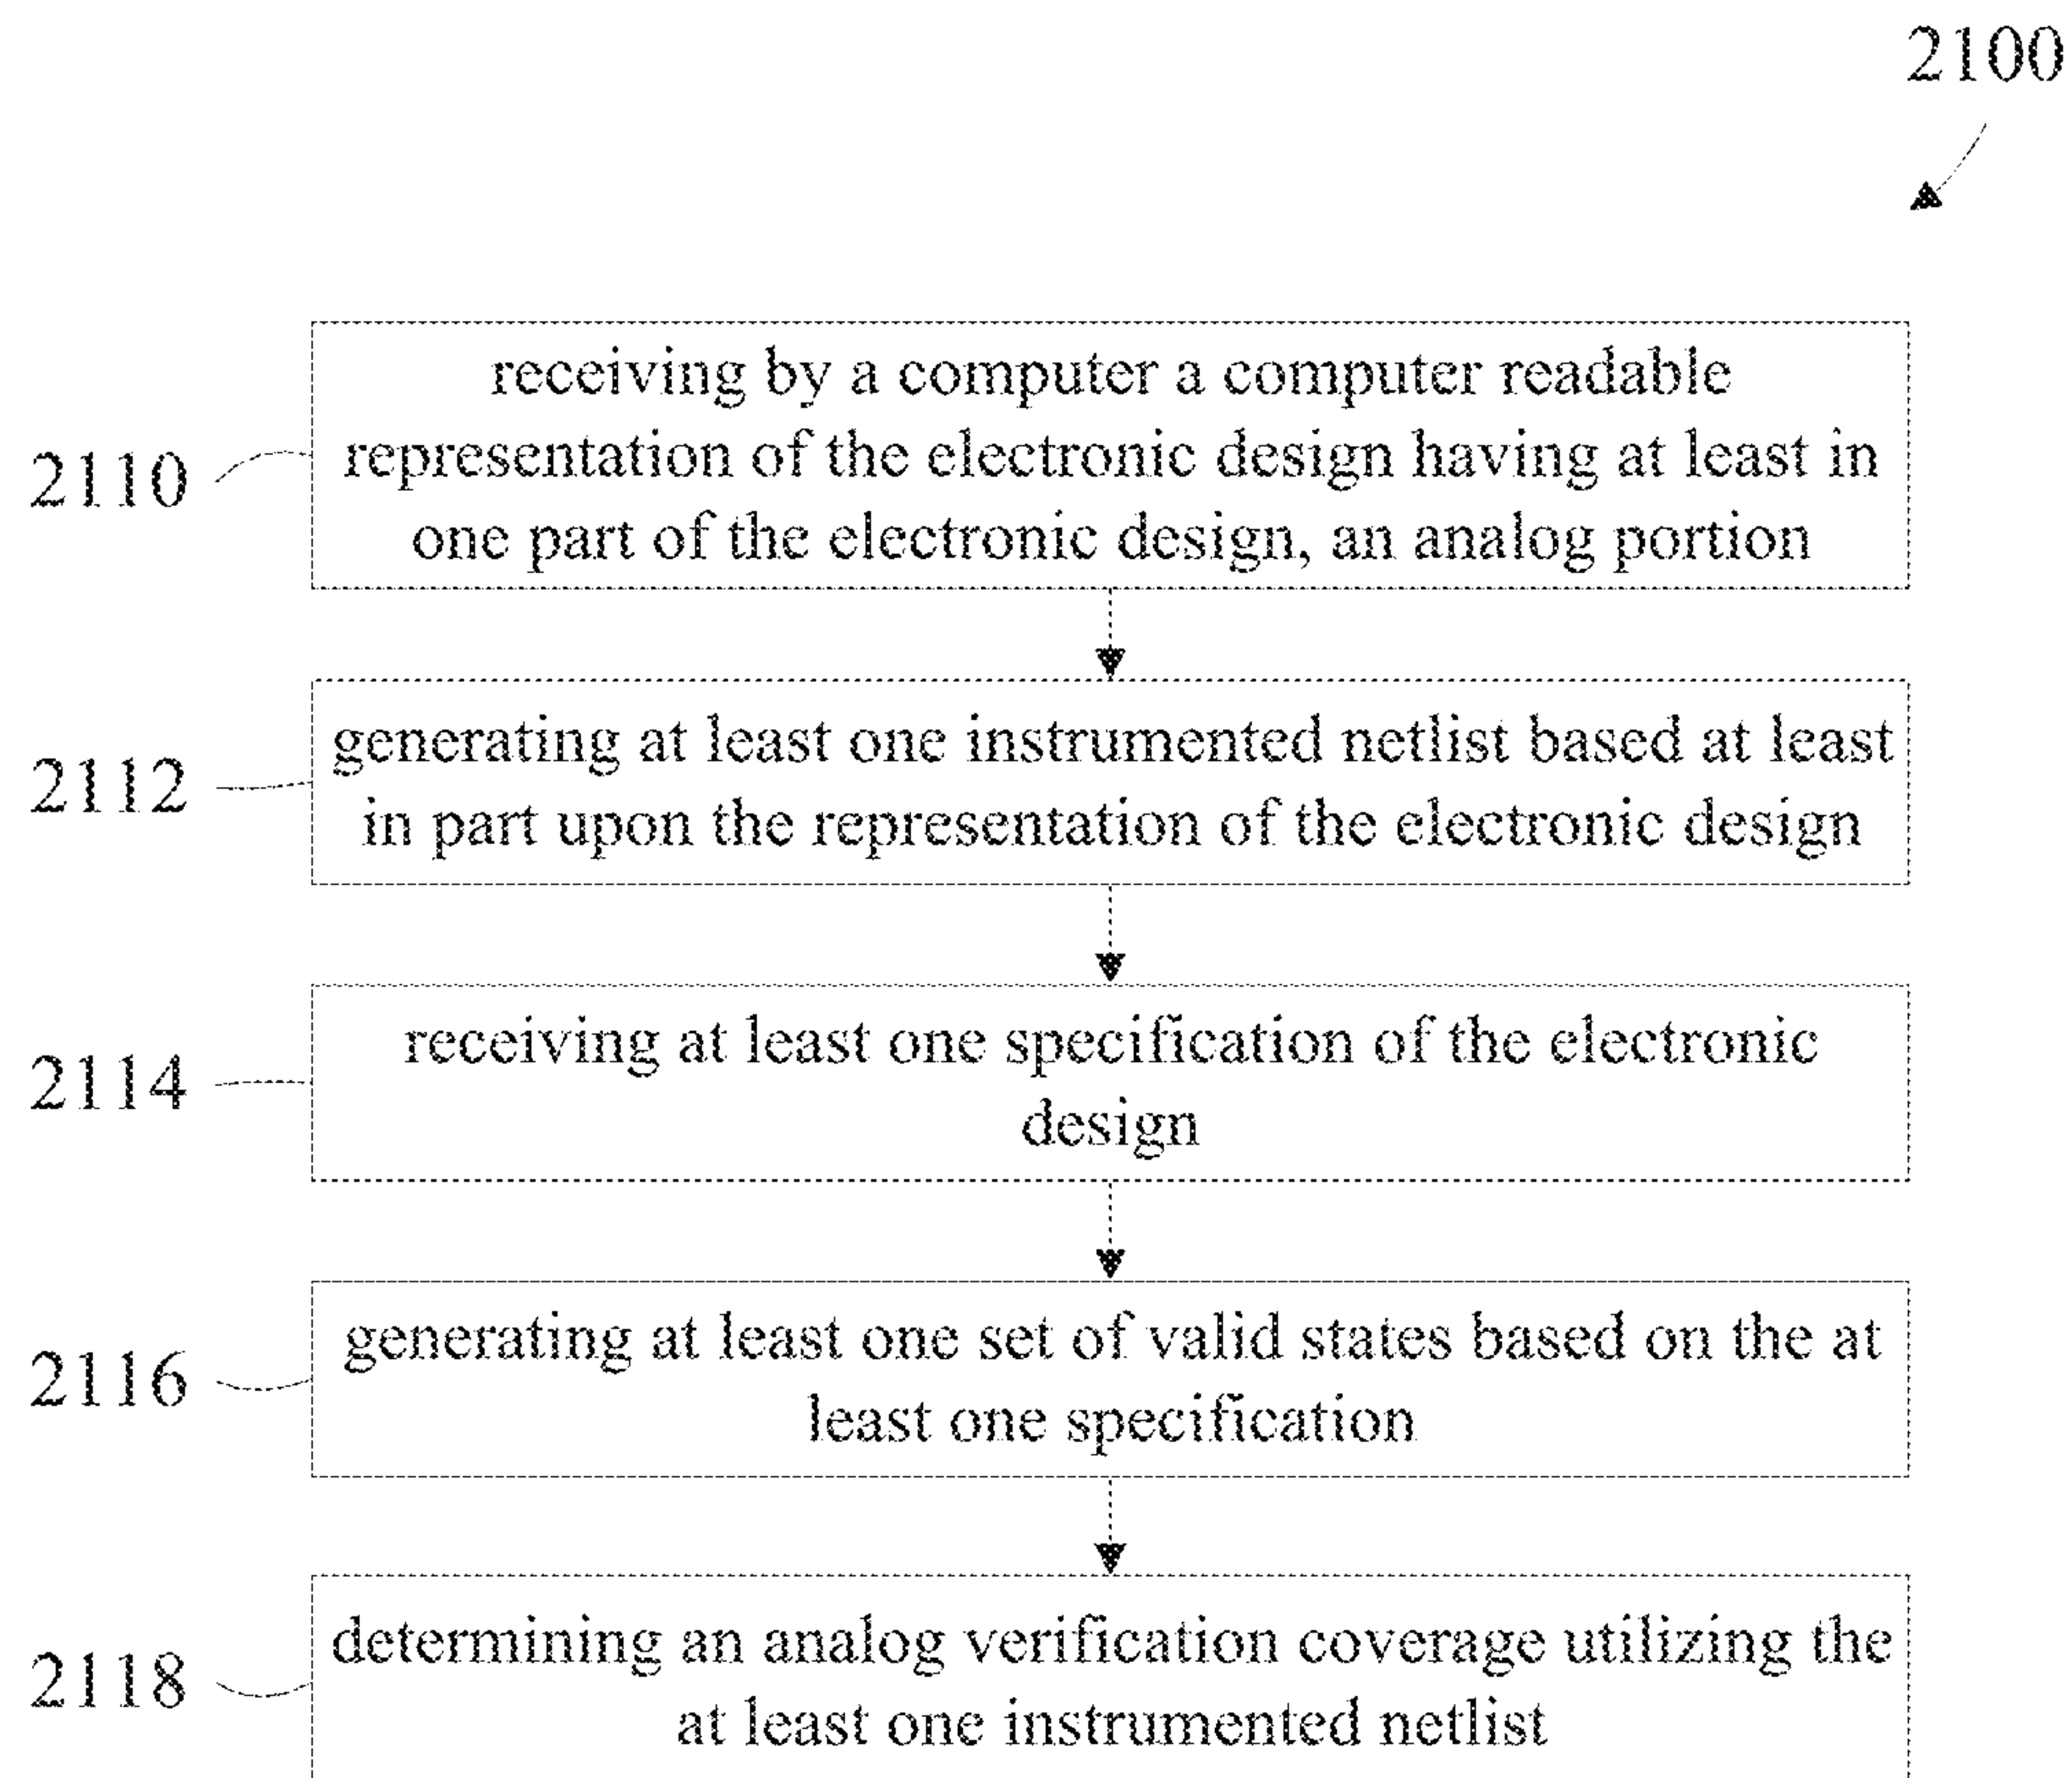 2100
receiving by a computer a computer readable
2110
representation of the electronic design having at least in
one part of the electronic design, an analog portion
generating at least one instrumented netlist based at least
2112
in part upon the representation of the electronic design
receiving at least one specification of the electronic
2114
design
generating at least one set of valid states based on the at
2116
least one specification
determining an analog verification coverage utilizing the
2118
at least one instrumented netlist